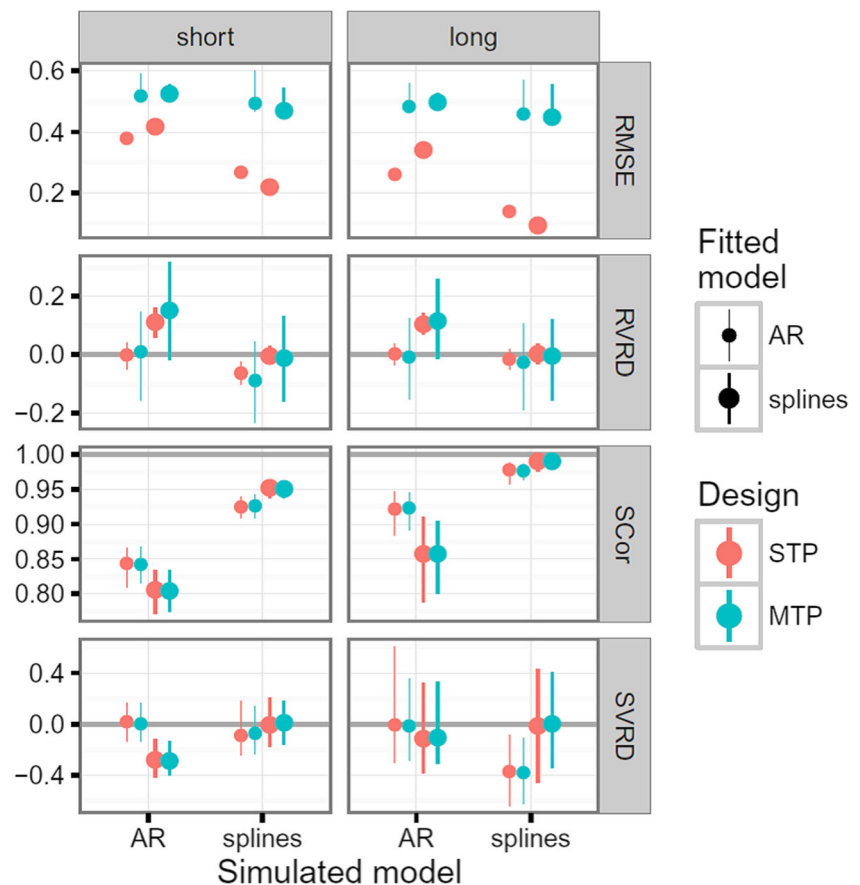 short
long
0.6
0.4
0.2
RMSE
0.2
0.0
−0.2
RVRD
1.00
0.95
0.90
0.85
0.80
SCor
0.4
0.0
−0.4
SVRD
AR
splines
AR
splines
Simulated model
Fitted
model
AR
splines
Design
STP
MTP